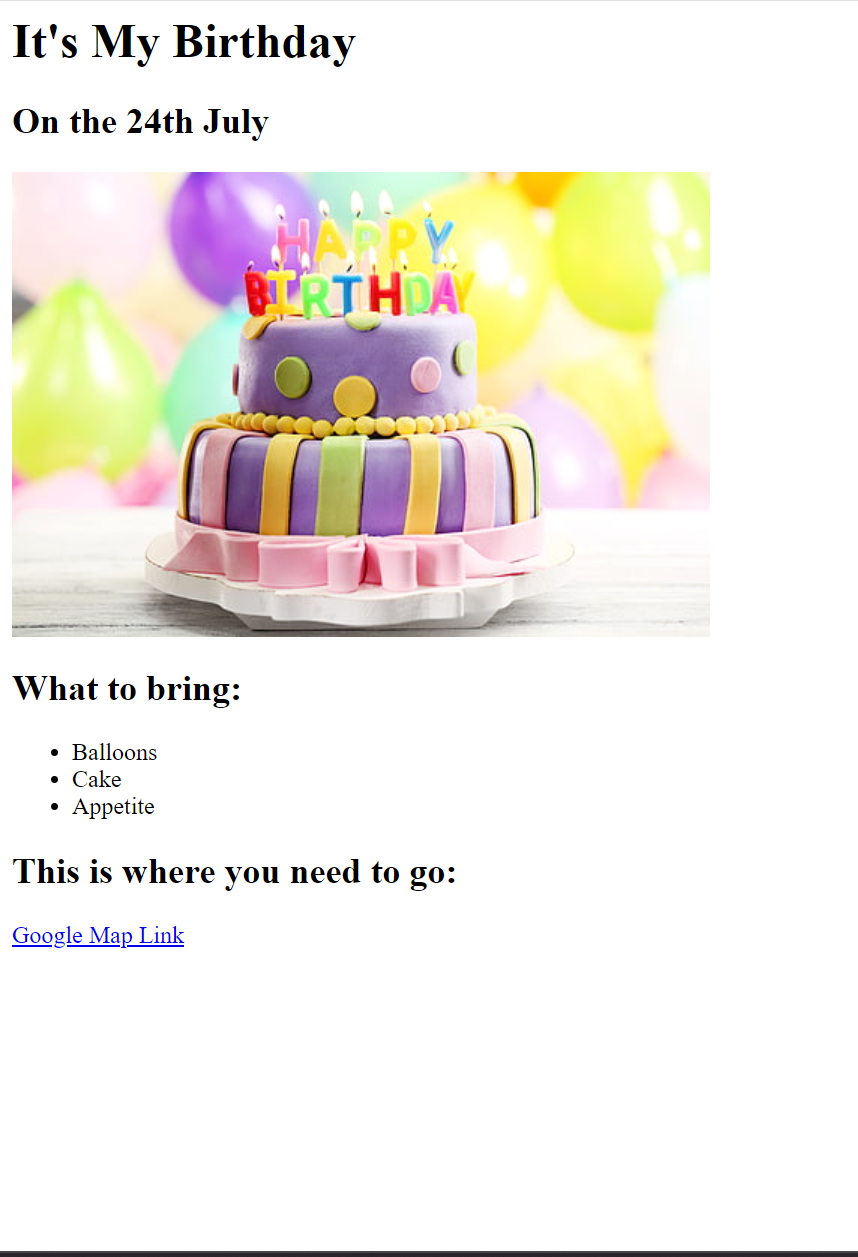 It's My Birthday
On the 24th July
HAPPY
BIRTHDAY
What to bring:
Balloons
Cake
Appetite
This is where you need to go:
Google Map Link